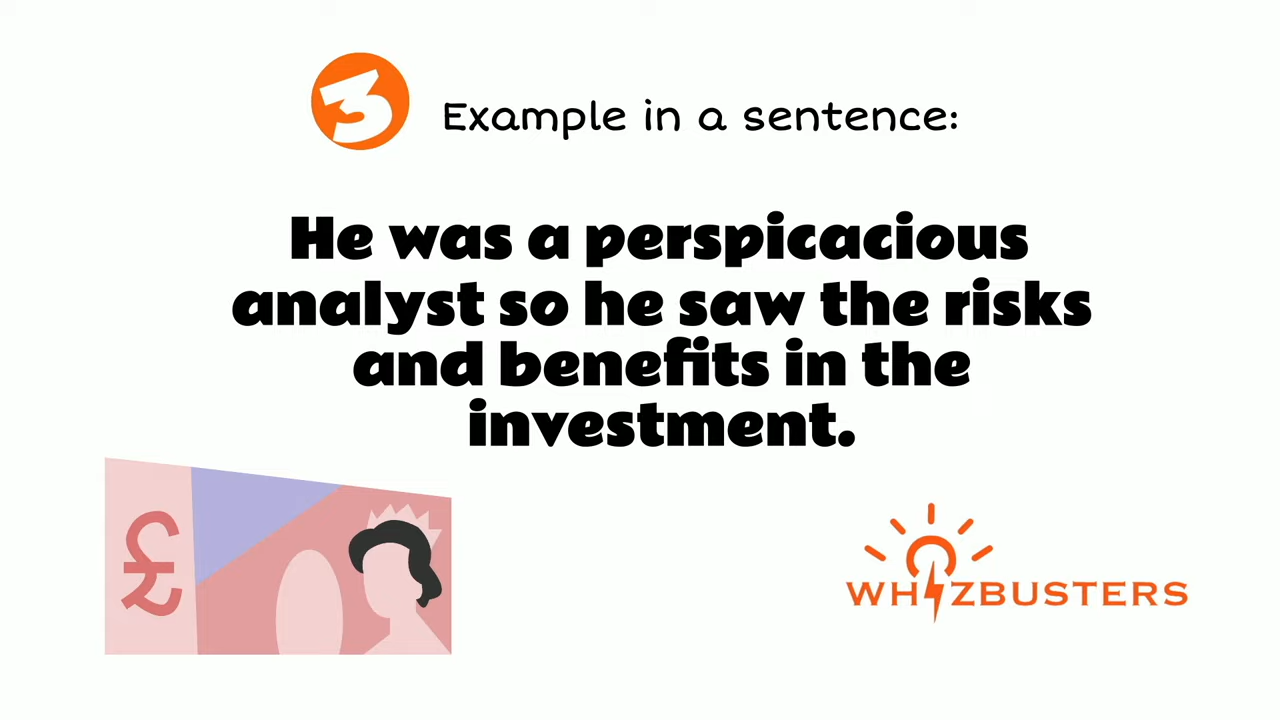 3
Example in a sentence:
He was a perspicacious
analyst so he saw the risks
and benefits in the
investment.
£
WHIZBUSTERS